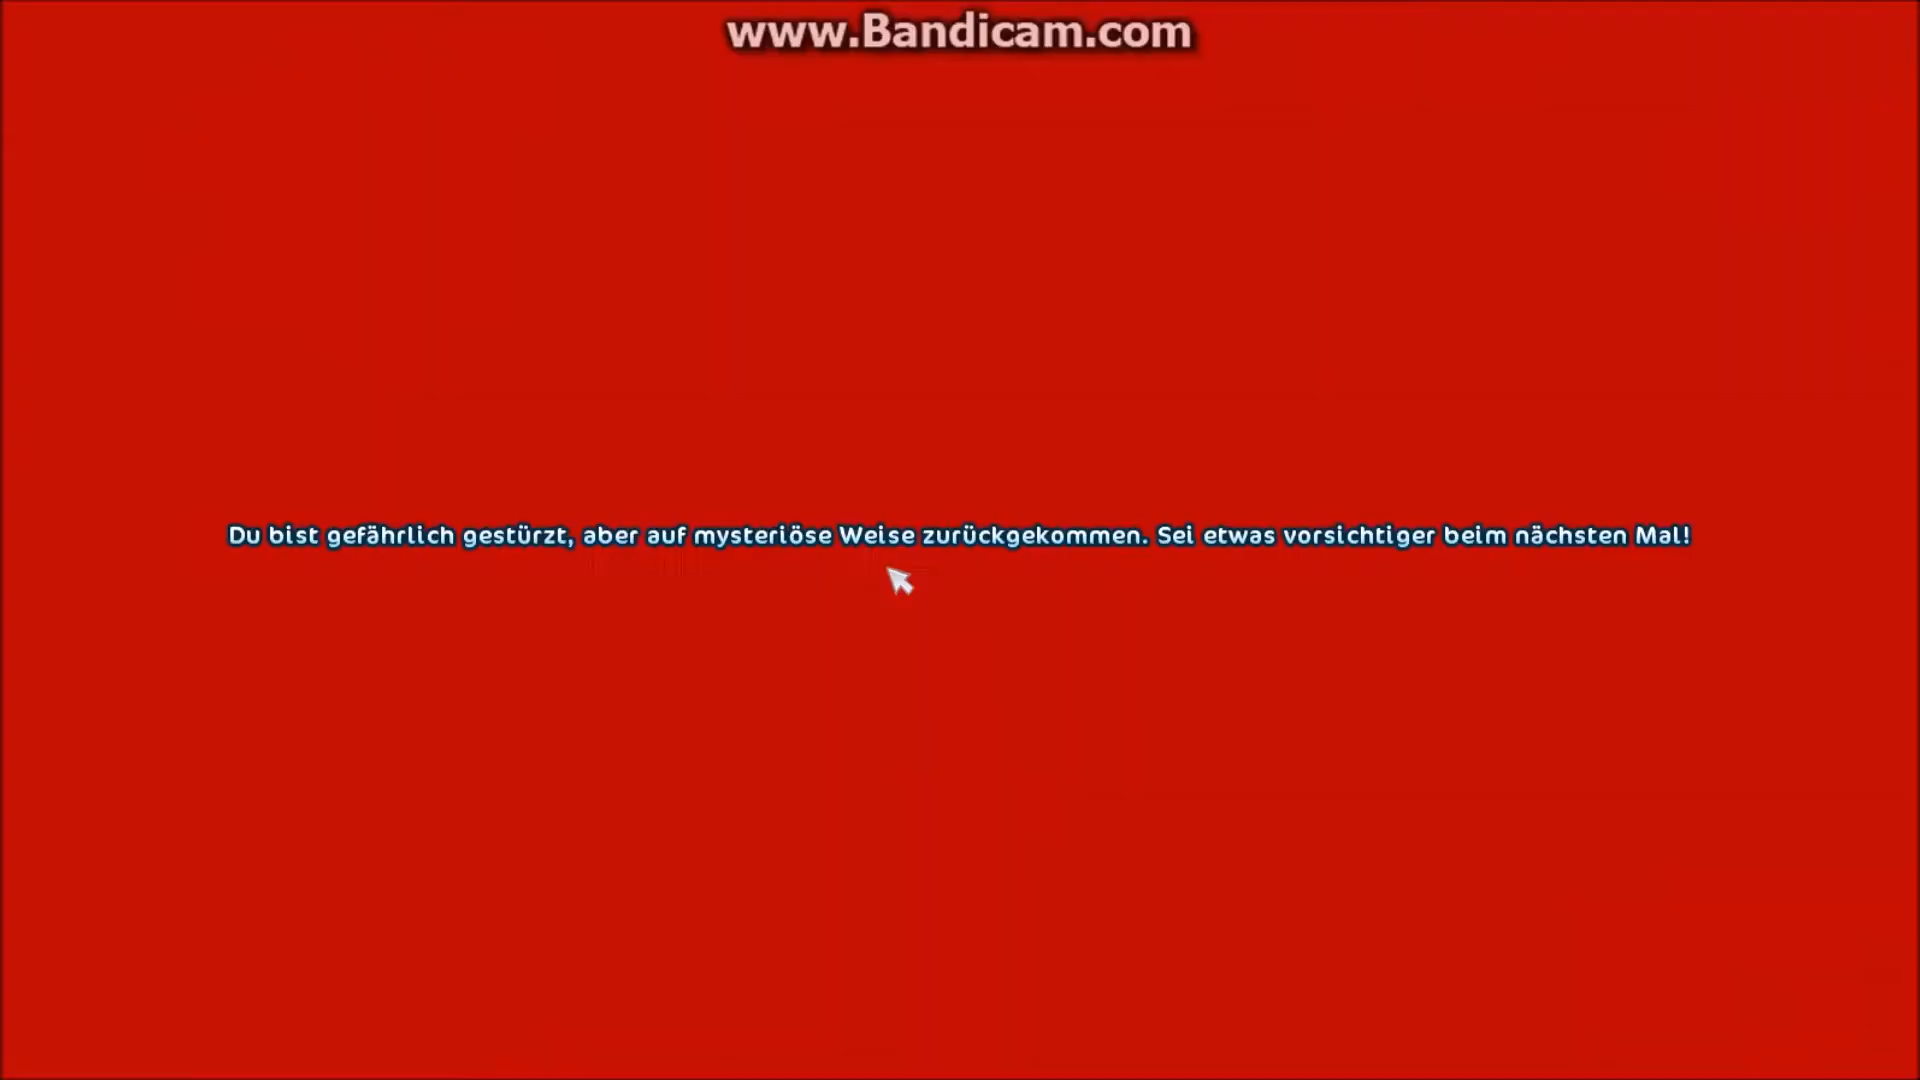 www.Bandicam.com
Du bist gefährlich gestürzt, aber auf mysteriöse Weise zurückgekommen. Sei etwas vorsichtiger beim nächsten Mal!